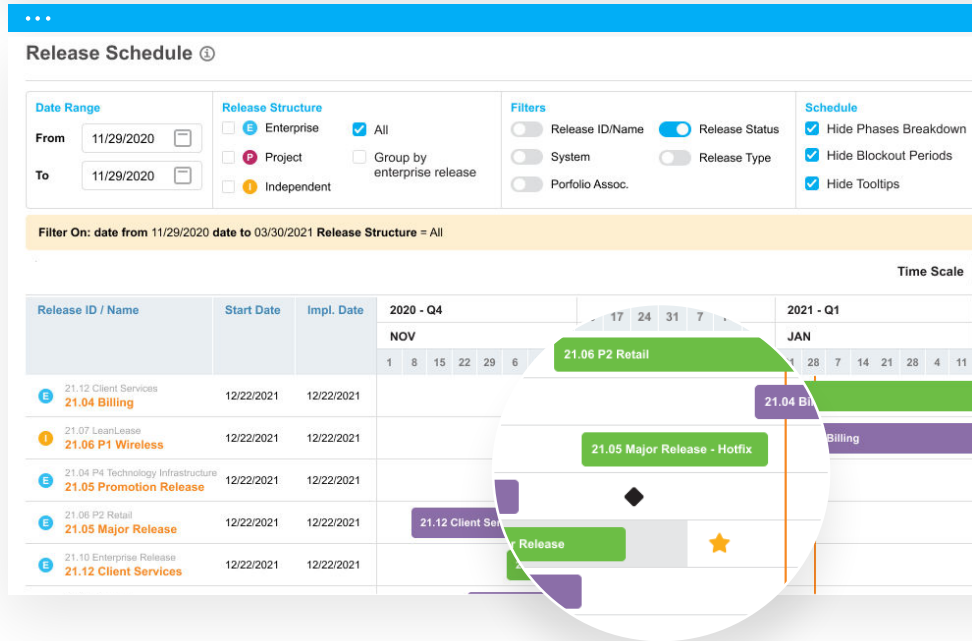 Release Schedule
Date Range
From 11/29/2020
To 11/29/2020
Release Structure
E Enterprise
P Project
I Independent
All
Group by
enterprise release
Filters
Release ID/Name
System
Porfolio Assoc.
Release Status
Release Type
Schedule
Hide Phases Breakdown
Hide Blockout Periods
Hide Tooltips
Filter On: date from 11/29/2020 date to 03/30/2021 Release Structure = All
Time Scale
Release ID / Name Start Date Impl. Date 2020 - Q4 2021 - Q1
NOV JAN
1 8 15 22 29 6 28 7 14 21 28 4 11
17 24 31 7
21.06 P2 Retail
E 21.12 Client Services
21.04 Billing 12/22/2021 12/22/2021
21.04 Bil
I 21.07 LeanLease
21.06 P1 Wireless 12/22/2021 12/22/2021
21.05 Major Release - Hotfix
Billing
E 21.04 P4 Technology Infrastructure
21.05 Promotion Release 12/22/2021 12/22/2021
E 21.06 P2 Retail
21.05 Major Release 12/22/2021 12/22/2021
21.12 Client Ser
r Release
E 21.10 Enterprise Release
21.12 Client Services 12/22/2021 12/22/2021